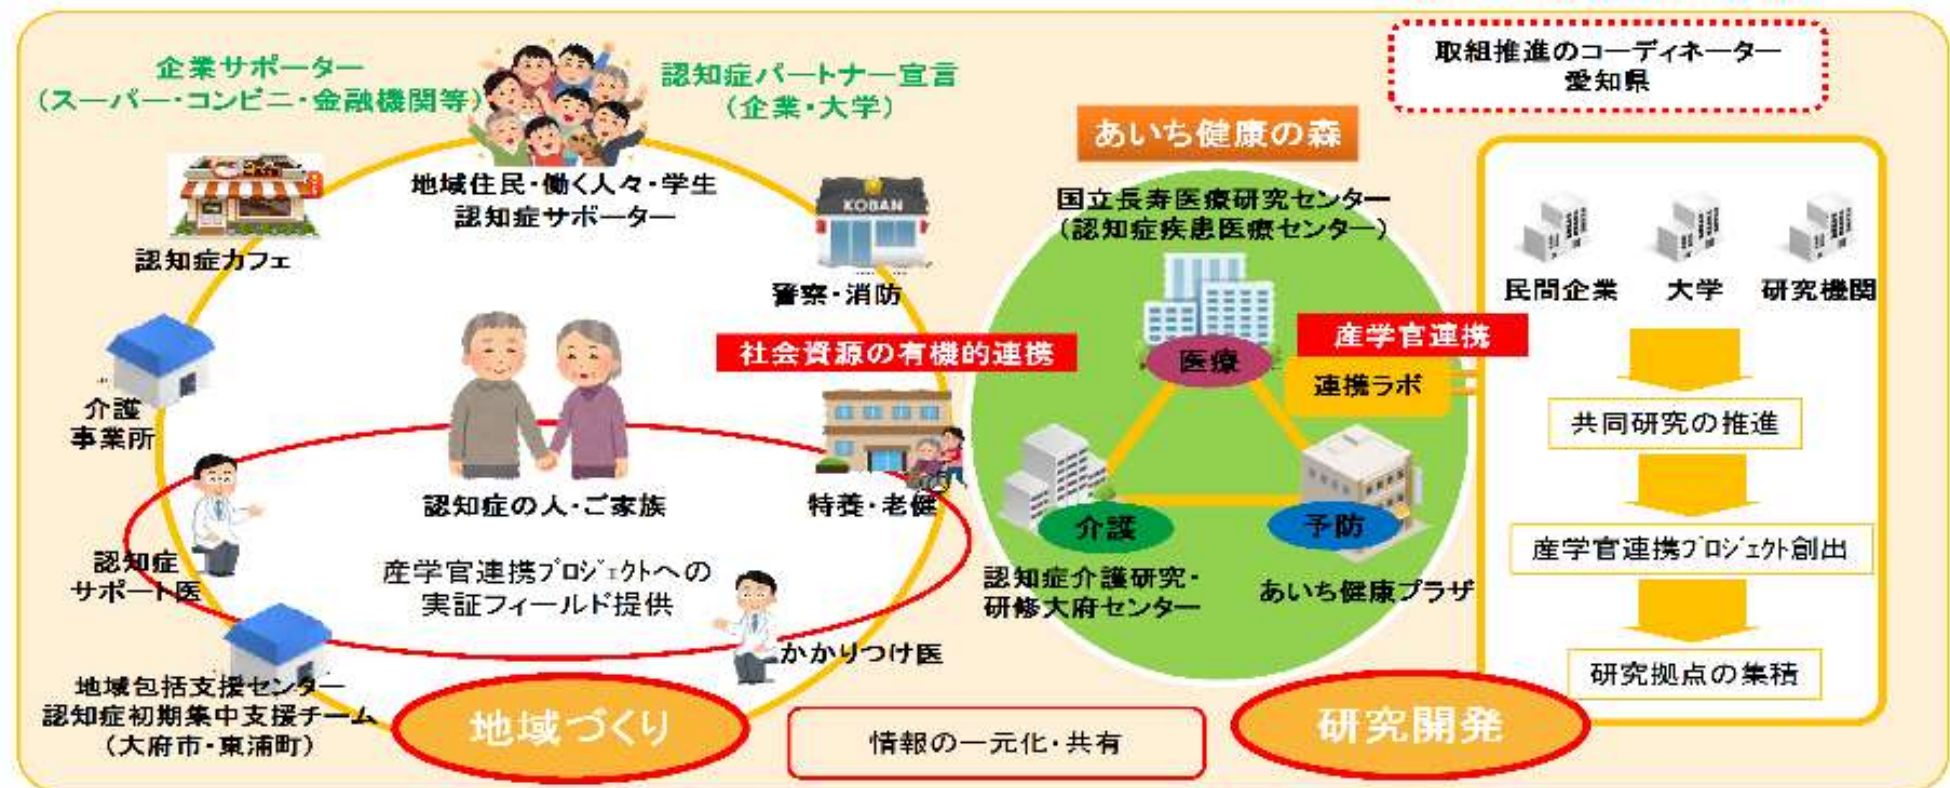 企業サポーター
（スーパー・コンビニ・金融機関等）
認知症パートナー宣言
（企業・大学）
取組推進のコーディネーター
愛知県
地域住民・働く人々・学生
認知症サポーター
認知症カフェ
KOBAN
警察・消防
介護
事業所
社会資源の有機的連携
認知症の人・ご家族
特養・老健
認知症
サポート医
産学官連携ﾌﾟﾛｼﾞｪｸﾄへの
実証フィールド提供
かかりつけ医
地域包括支援センター
認知症初期集中支援チーム
（大府市・東浦町）
地域づくり
あいち健康の森
国立長寿医療研究センター
（認知症疾患医療センター）
医療
産学官連携
連携ラボ
介護
予防
認知症介護研究・
研修大府センター
あいち健康プラザ
情報の一元化・共有
研究開発
民間企業
大学
研究機関
共同研究の推進
産学官連携ﾌﾟﾛｼﾞｪｸﾄ創出
研究拠点の集積